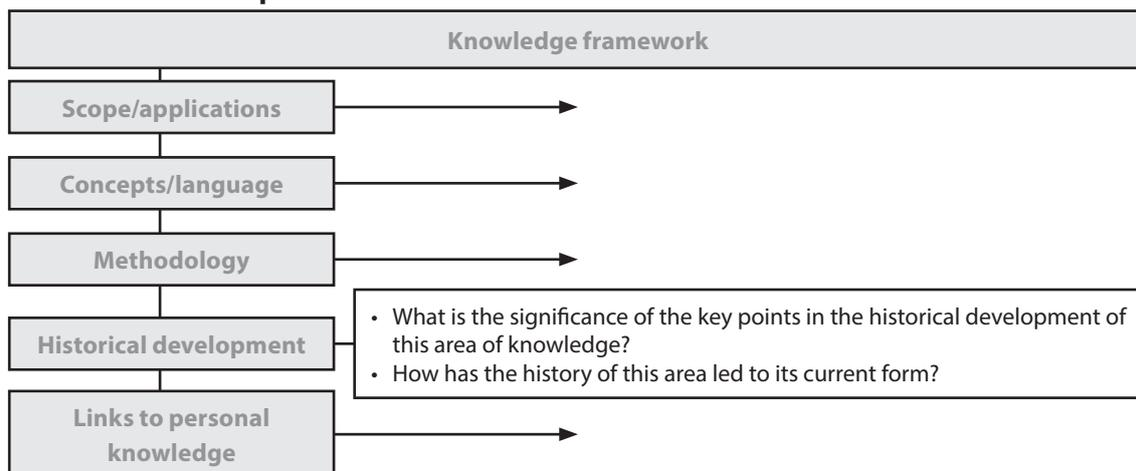 Knowledge framework
Scope/applications
Concepts/language
Methodology
Historical development
• What is the significance of the key points in the historical development of
this area of knowledge?
• How has the history of this area led to its current form?
Links to personal
knowledge